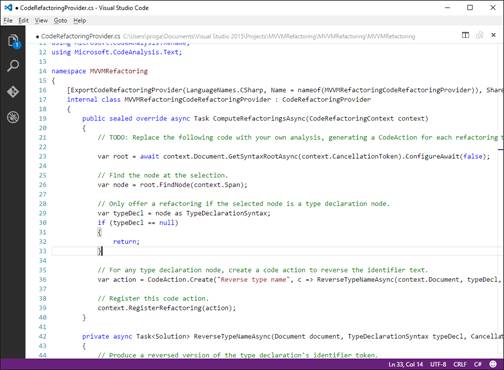 CodeRefactoringProvider.cs - Visual Studio Code
File Edit View Goto Help
CodeRefactoringProvider.cs C:\Users\proga\Documents\Visual Studio 2015\Projects\MVVMRefactoring\MVVMRefactoring\MVVMRefactoring
1
11 using Microsoft.CodeAnalysis.Rename;
12 using Microsoft.CodeAnalysis.Text;
13
14 namespace MVVMRefactoring
15 {
16 [ExportCodeRefactoringProvider(LanguageNames.CSharp, Name = nameof(MVVMRefactoringCodeRefactoringProvider)), Share
17 internal class MVVMRefactoringCodeRefactoringProvider : CodeRefactoringProvider
18 {
19 public sealed override async Task ComputeRefactoringsAsync(CodeRefactoringContext context)
20 {
21 // TODO: Replace the following code with your own analysis, generating a CodeAction for each refactoring t
22
23 var root = await context.Document.GetSyntaxRootAsync(context.CancellationToken).ConfigureAwait(false);
24
25 // Find the node at the selection.
26 var node = root.FindNode(context.Span);
27
28 // Only offer a refactoring if the selected node is a type declaration node.
29 var typeDecl = node as TypeDeclarationSyntax;
30 if (typeDecl == null)
31 {
32 return;
33 }
34
35 // For any type declaration node, create a code action to reverse the identifier text.
36 var action = CodeAction.Create("Reverse type name", c => ReverseTypeNameAsync(context.Document, typeDecl,
37
38 // Register this code action.
39 context.RegisterRefactoring(action);
40 }
41
42 private async Task<Solution> ReverseTypeNameAsync(Document document, TypeDeclarationSyntax typeDecl, Cancellat
43 {
44 // Produce a reversed version of the type declaration's identifier token.
Ln 33, Col 14 UTF-8 CRLF C#